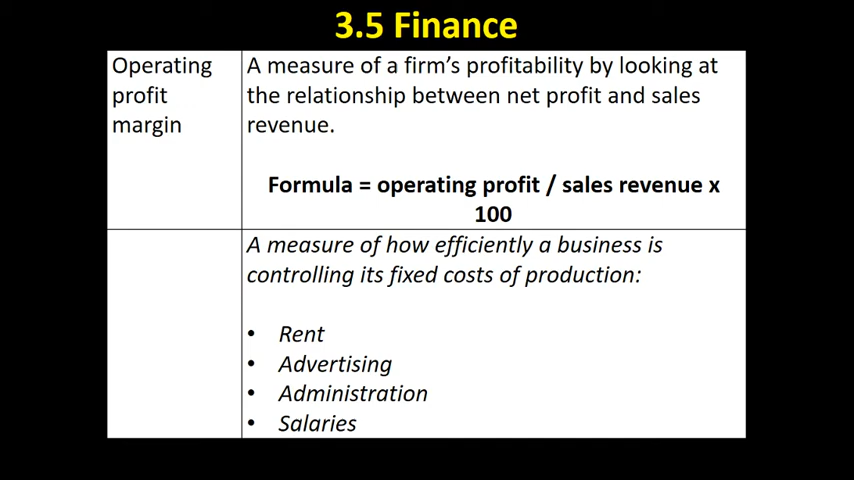 3.5 Finance
Operating
profit
margin
A measure of a firm's profitability by looking at
the relationship between net profit and sales
revenue.
Formula = operating profit / sales revenue x
100
A measure of how efficiently a business is
controlling its fixed costs of production:
• Rent
• Advertising
• Administration
• Salaries